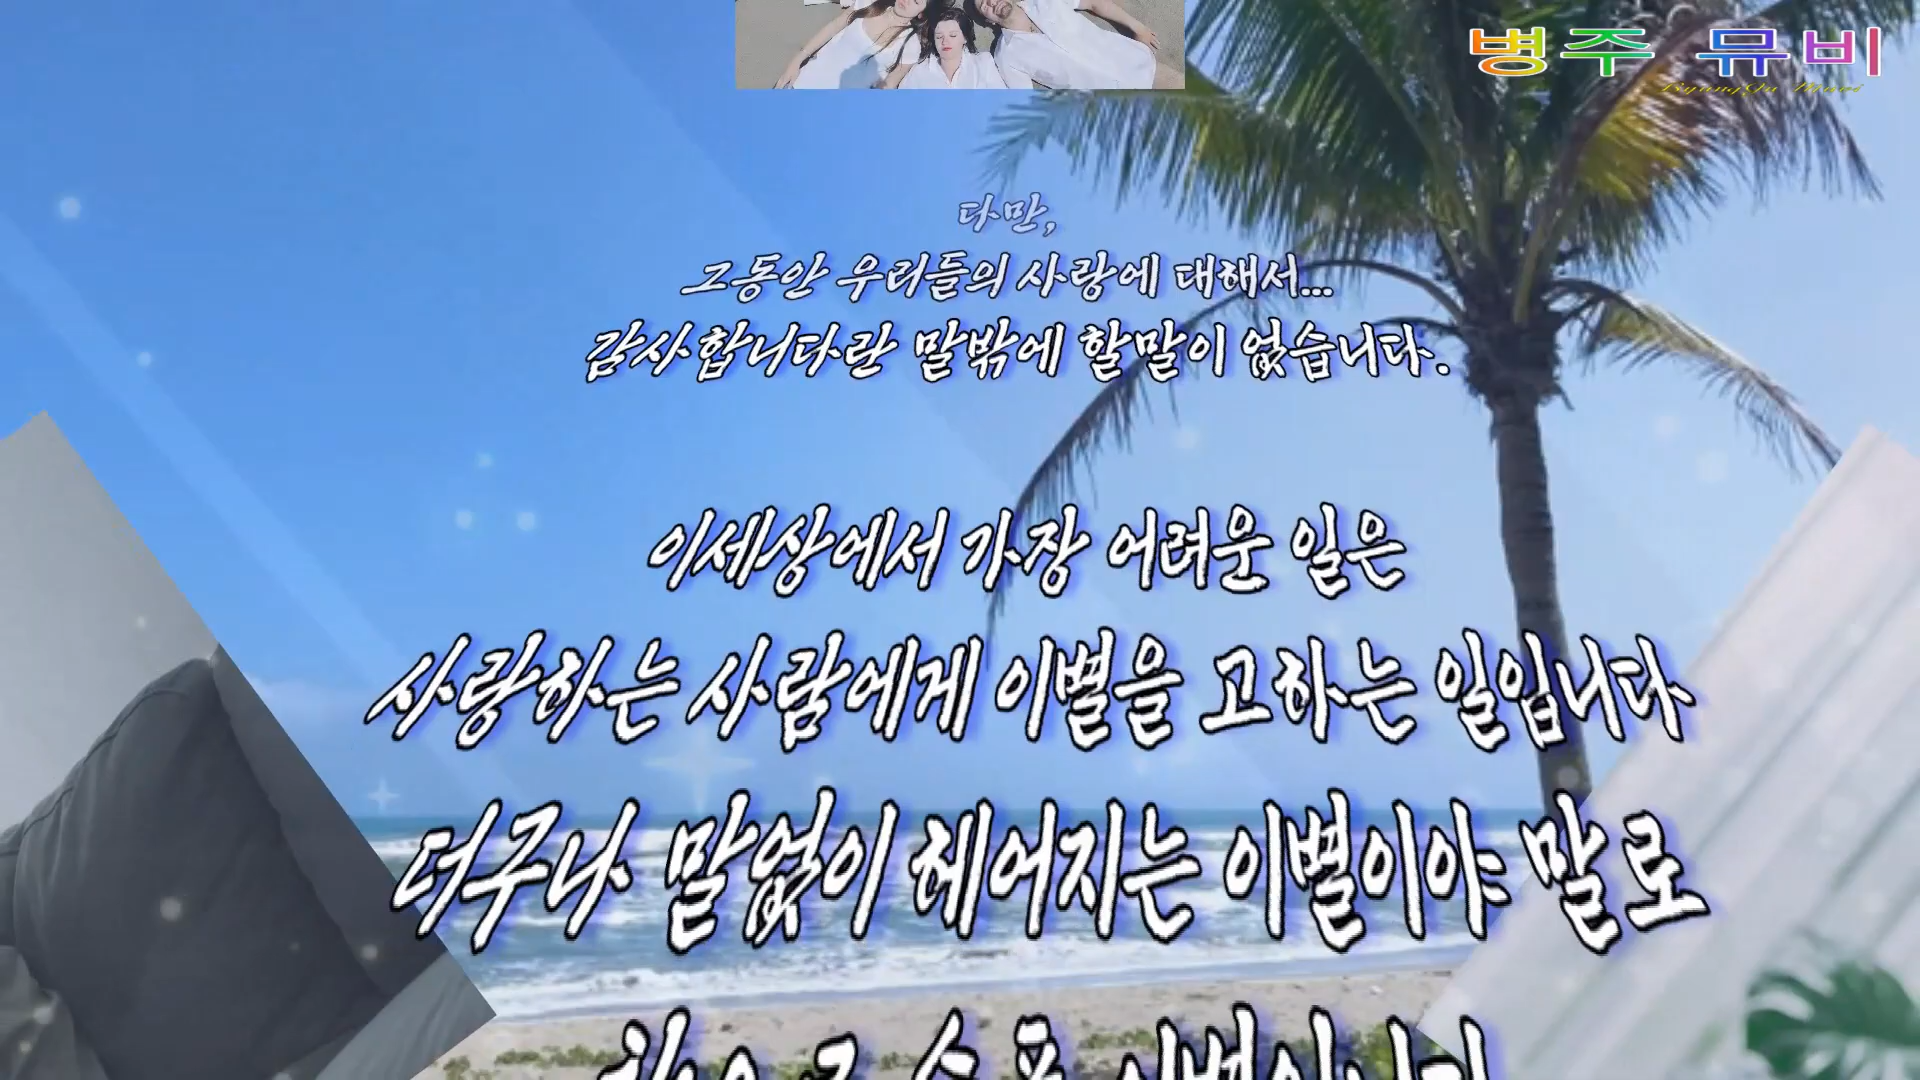 병주 뮤비
다만,
그동안 우리들의 사랑에 대해서...
감사합니다란 말밖에 할말이 없습니다.
이세상에서 가장 어려운 일은
사랑하는 사람에게 이별을 고하는 일입니다
더구나 말없이 헤어지는 이별이야 말로